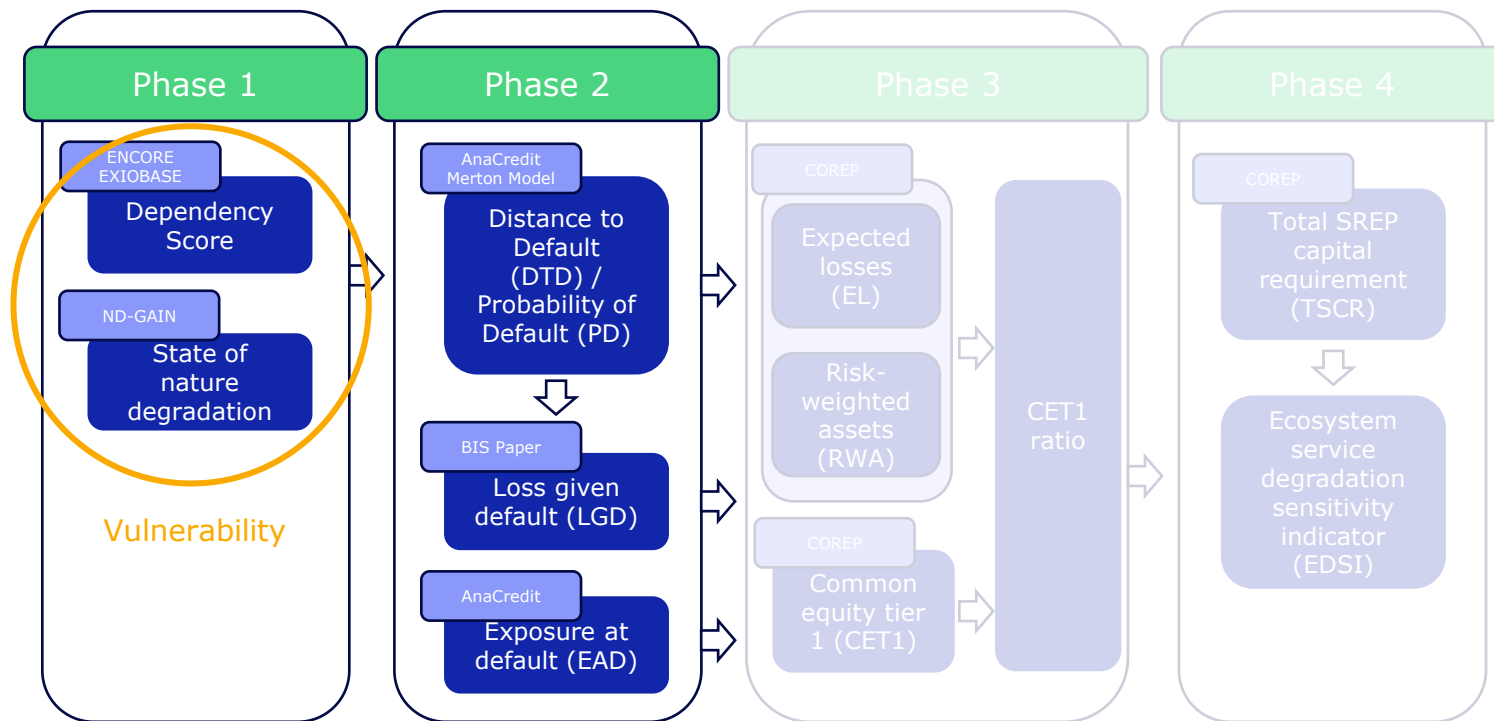 Phase 1
ENCORE
EXIOBASE
Dependency
Score
ND-GAIN
State of
nature
degradation
Vulnerability
Phase 2
AnaCredit
Merton Model
Distance to
Default
(DTD) /
Probability of
Default (PD)
BIS Paper
Loss given
default (LGD)
AnaCredit
Exposure at
default (EAD)
Phase 3
COREP
Expected
losses
(EL)
Risk-
weighted
assets
(RWA)
COREP
Common
equity tier
1 (CET1)
CET1
ratio
Phase 4
COREP
Total SREP
capital
requirement
(TSCR)
Ecosystem
service
degradation
sensitivity
indicator
(EDSI)